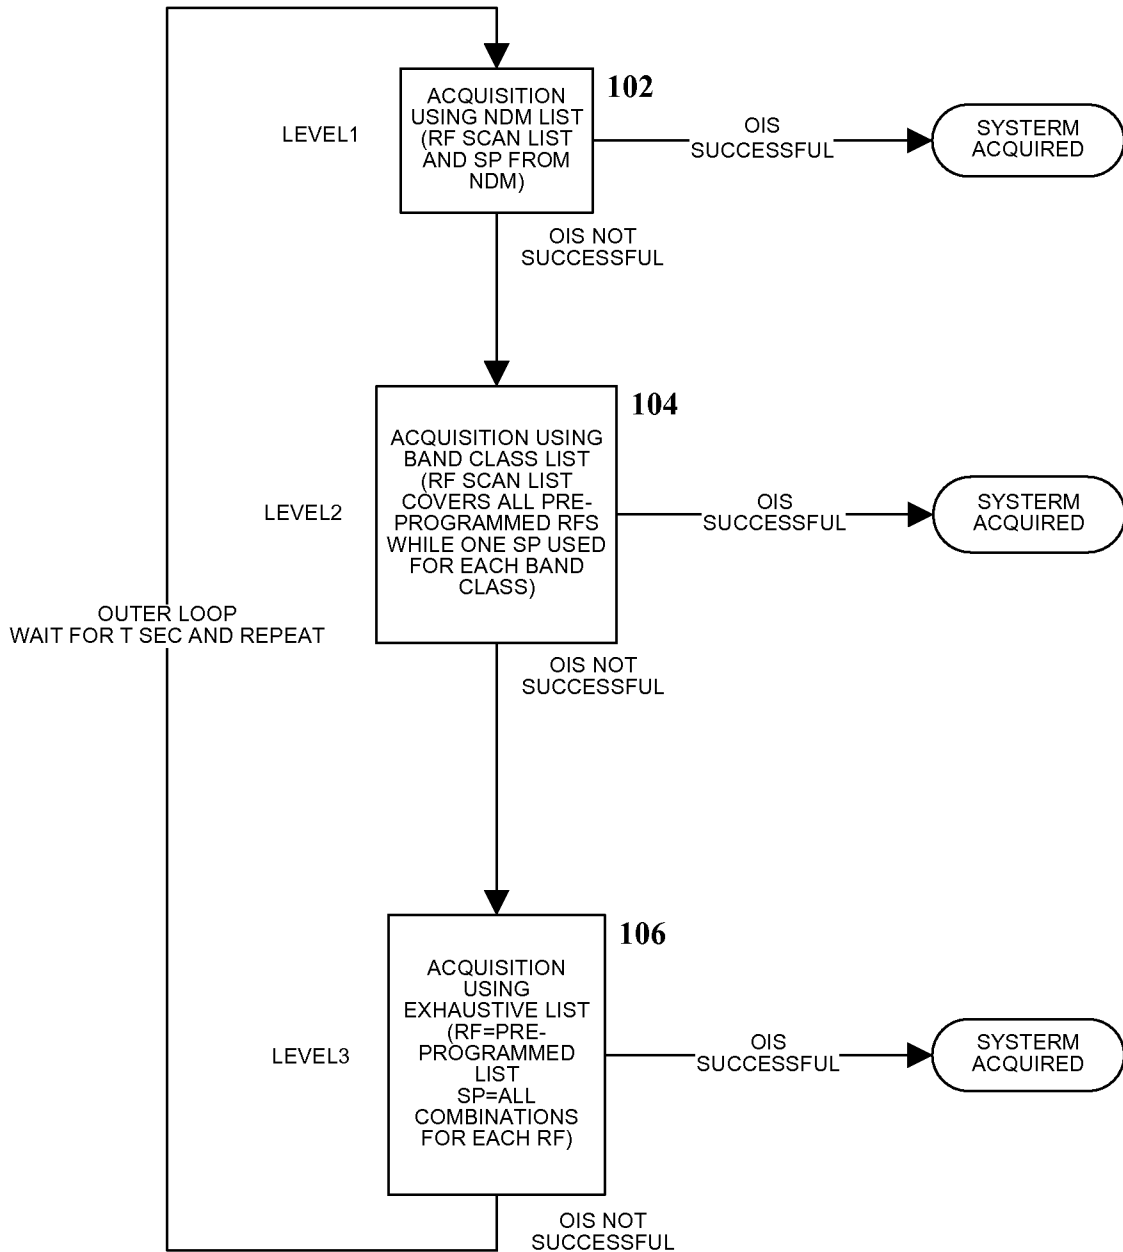 102
ACQUISITION
USING NDM LIST
(RF SCAN LIST
AND SP FROM
NDM)
LEVEL1
OIS
SUCCESSFUL
SYSTERM
ACQUIRED
OIS NOT
SUCCESSFUL
104
ACQUISITION USING
BAND CLASS LIST
(RF SCAN LIST
COVERS ALL PRE-
PROGRAMMED RFS
WHILE ONE SP USED
FOR EACH BAND
CLASS)
LEVEL2
OIS
SUCCESSFUL
SYSTERM
ACQUIRED
OUTER LOOP
WAIT FOR T SEC AND REPEAT
OIS NOT
SUCCESSFUL
106
ACQUISITION
USING
EXHAUSTIVE LIST
(RF=PRE-
PROGRAMMED
LIST
SP=ALL
COMBINATIONS
FOR EACH RF)
LEVEL3
OIS
SUCCESSFUL
SYSTERM
ACQUIRED
OIS NOT
SUCCESSFUL